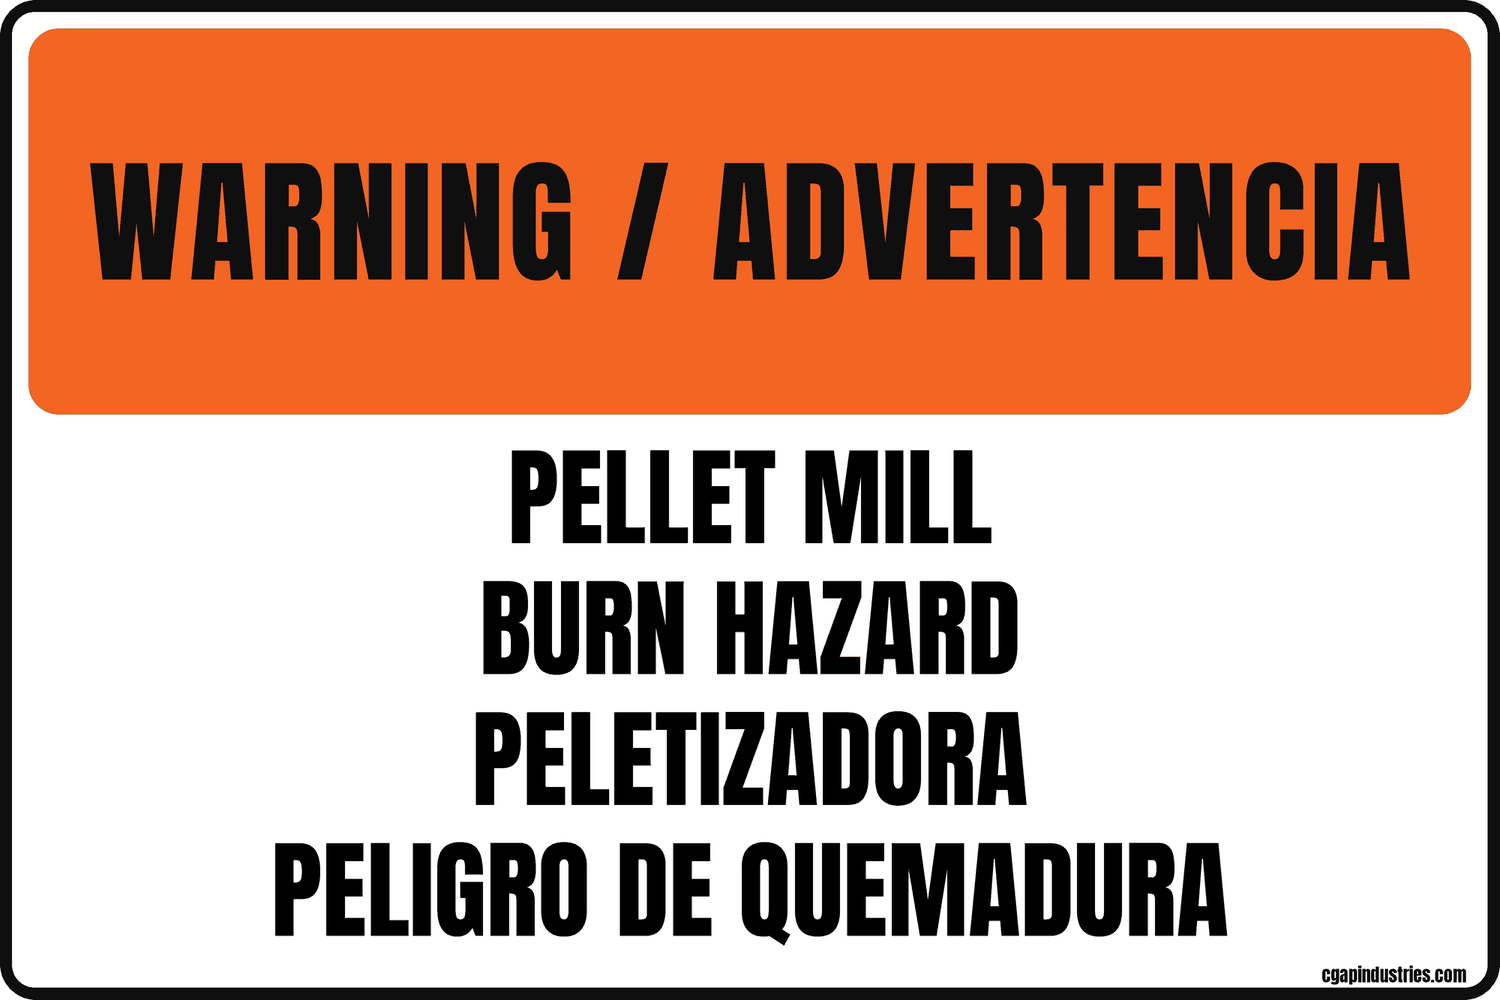 WARNING / ADVERTENCIA
PELLET MILL
BURN HAZARD
PELETIZADORA
PELIGRO DE QUEMADURA
cgapindustries.com